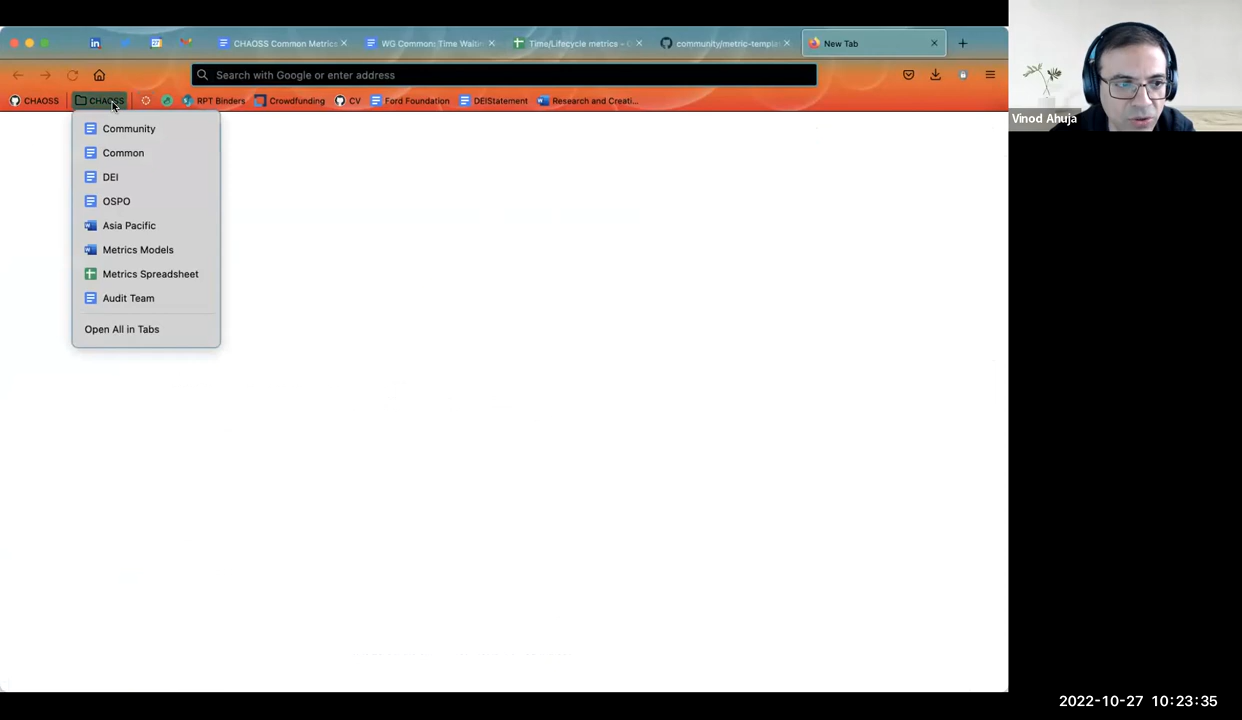 CHAOSS Common Metrics
WG Common: Time Waitin
Time/Lifecycle metrics – G
community/metric-templat
New Tab
Search with Google or enter address
CHAOSS
CHAOSS
RPT Binders
Crowdfunding
CV
Ford Foundation
DEIStatement
Research and Creati...
Community
Common
DEI
OSPO
Asia Pacific
Metrics Models
Metrics Spreadsheet
Audit Team
Open All in Tabs
Vinod Ahuja
2022-10-27 10:23:35